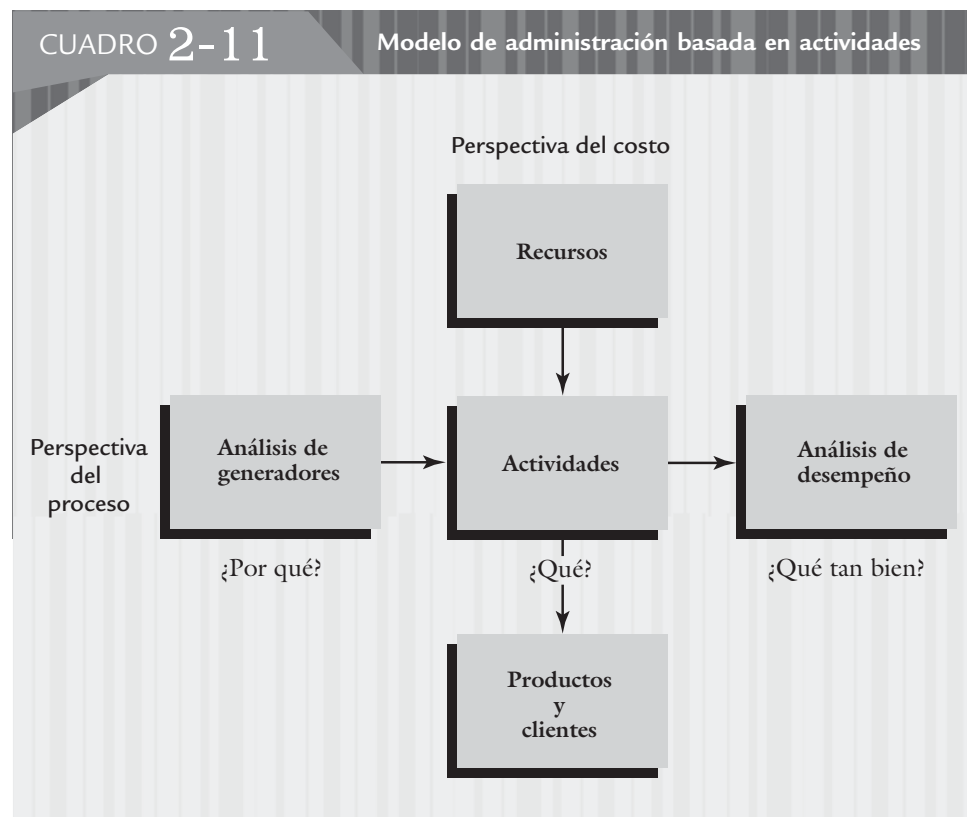 CUADRO 2-11
Modelo de administración basada en actividades
Perspectiva del costo
Recursos
Perspectiva
del
proceso
Análisis de
generadores
Actividades
Análisis de
desempeño
¿Por qué?
¿Qué?
¿Qué tan bien?
Productos
y
clientes